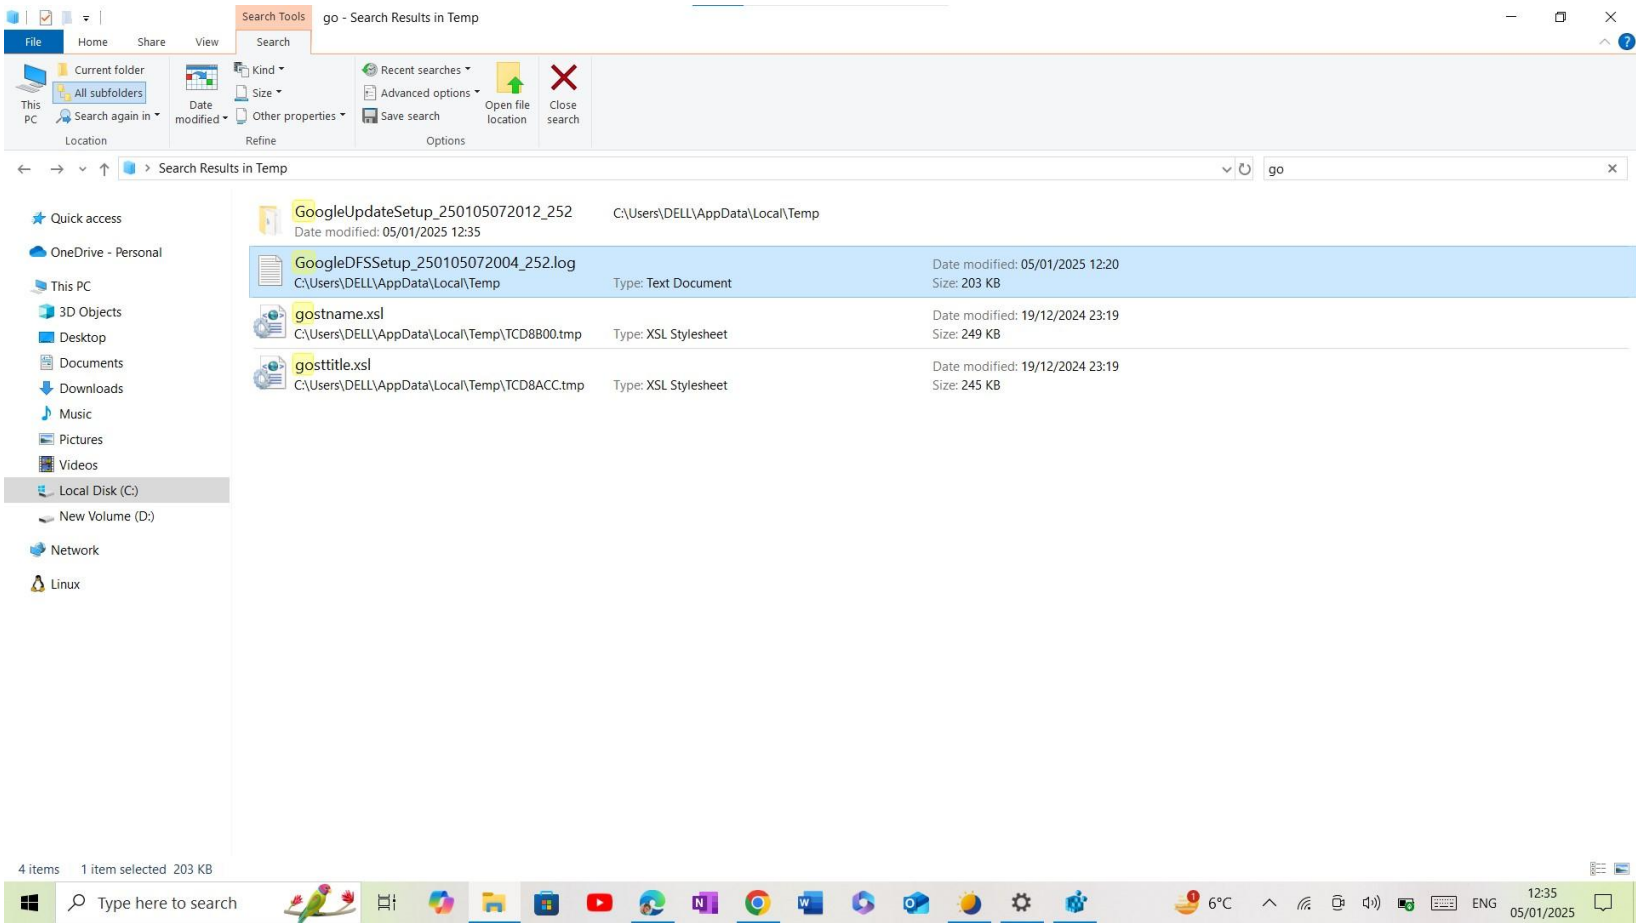 Search Tools
go - Search Results in Temp
File
Home
Share
View
Search
?
This PC
Current folder
All subfolders
Search again in
Location
Date modified
Kind
Size
Other properties
Refine
Recent searches
Advanced options
Save search
Options
Open file location
Close search
Search Results in Temp
go
Quick access
OneDrive - Personal
This PC
3D Objects
Desktop
Documents
Downloads
Music
Pictures
Videos
Local Disk (C:)
New Volume (D:)
Network
Linux
GoogleUpdateSetup_250105072012_252
C:\Users\DELL\AppData\Local\Temp
Date modified: 05/01/2025 12:35
GoogleDFSSetup_250105072004_252.log
Date modified: 05/01/2025 12:20
C:\Users\DELL\AppData\Local\Temp
Type: Text Document
Size: 203 KB
gostname.xsl
Date modified: 19/12/2024 23:19
C:\Users\DELL\AppData\Local\Temp\TCD8B00.tmp
Type: XSL Stylesheet
Size: 249 KB
gosttitle.xsl
Date modified: 19/12/2024 23:19
C:\Users\DELL\AppData\Local\Temp\TCD8ACC.tmp
Type: XSL Stylesheet
Size: 245 KB
4 items
1 item selected 203 KB
Type here to search
1
6°C
ENG
12:35
05/01/2025